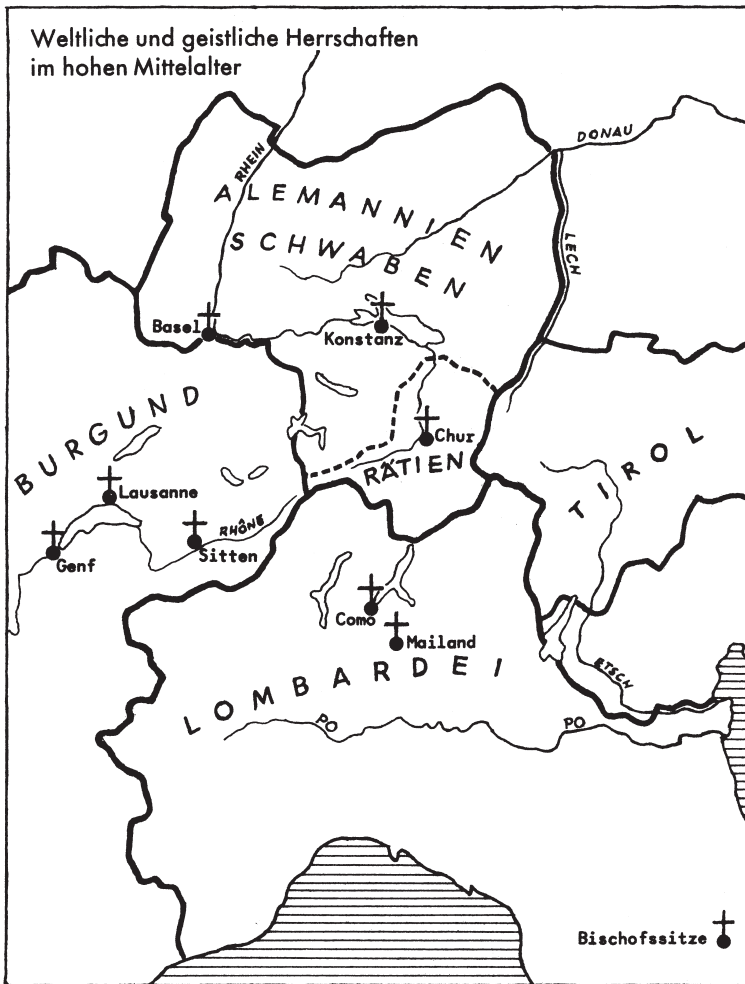 Weltliche und geistliche Herrschaften
im hohen Mittelalter
DONAU
RHEIN
ALEMANNIEN
SCHWABEN
LECH
Basel
Konstanz
BURGUND
Chur
RÄTIEN
TIROL
Lausanne
RHÔNE
Sitten
Genf
Como
Mailand
LOMBARDEI
ETSCH
PO
PO
Bischofssitze